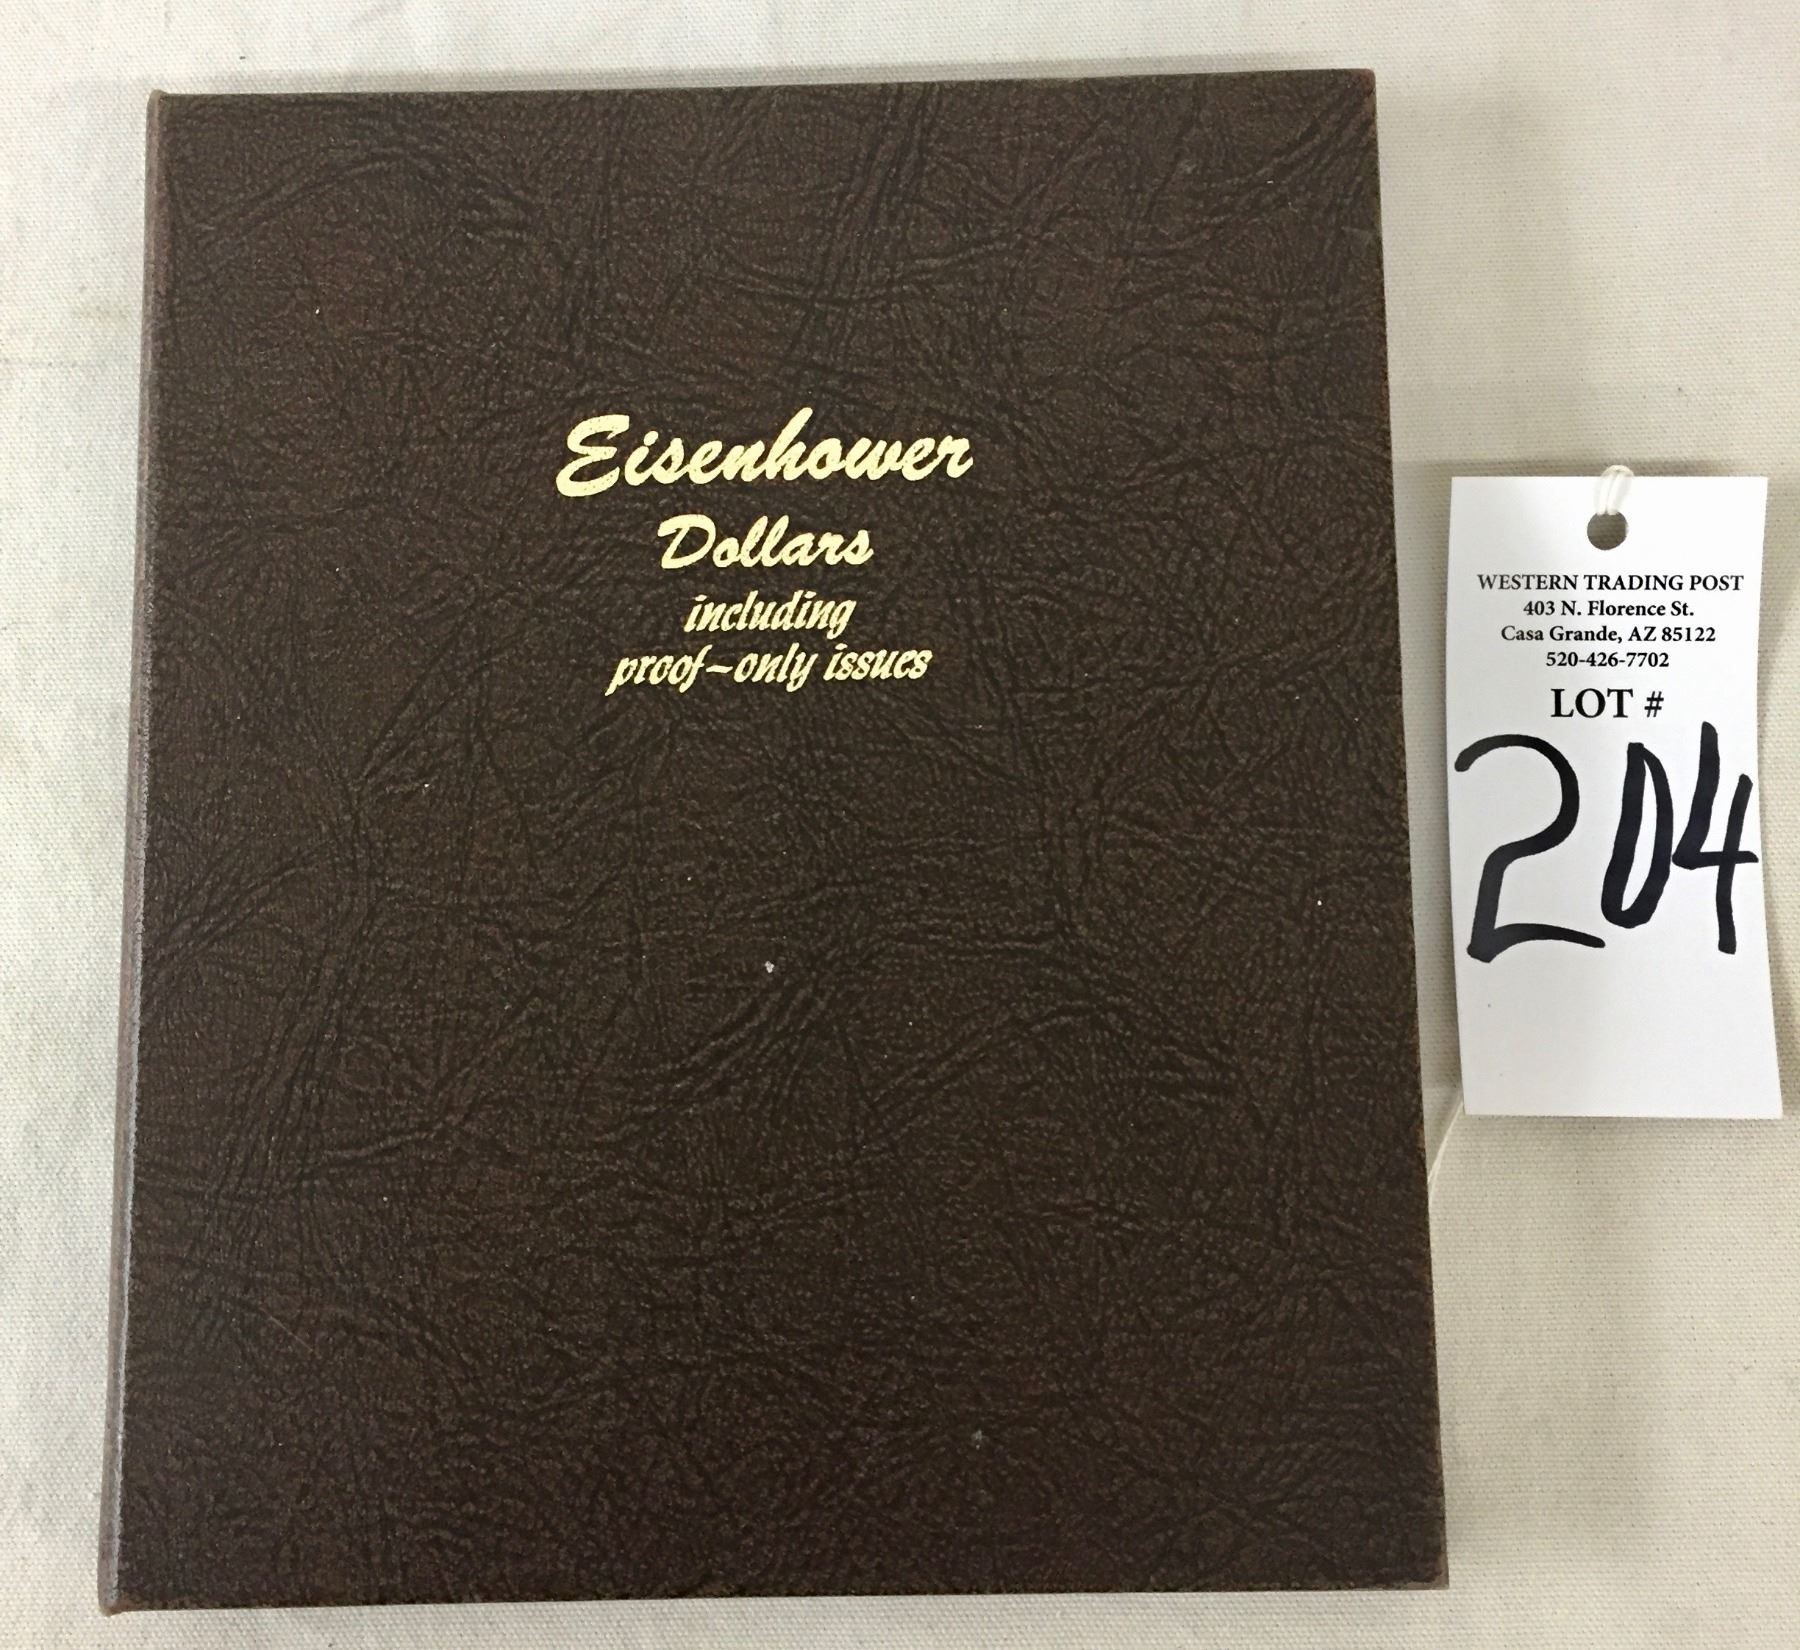 Eisenhower
Dollars
including
proof-only issues
WESTERN TRADING POST
403 N. Florence St.
Casa Grande, AZ 85122
520-426-7702
LOT #
204